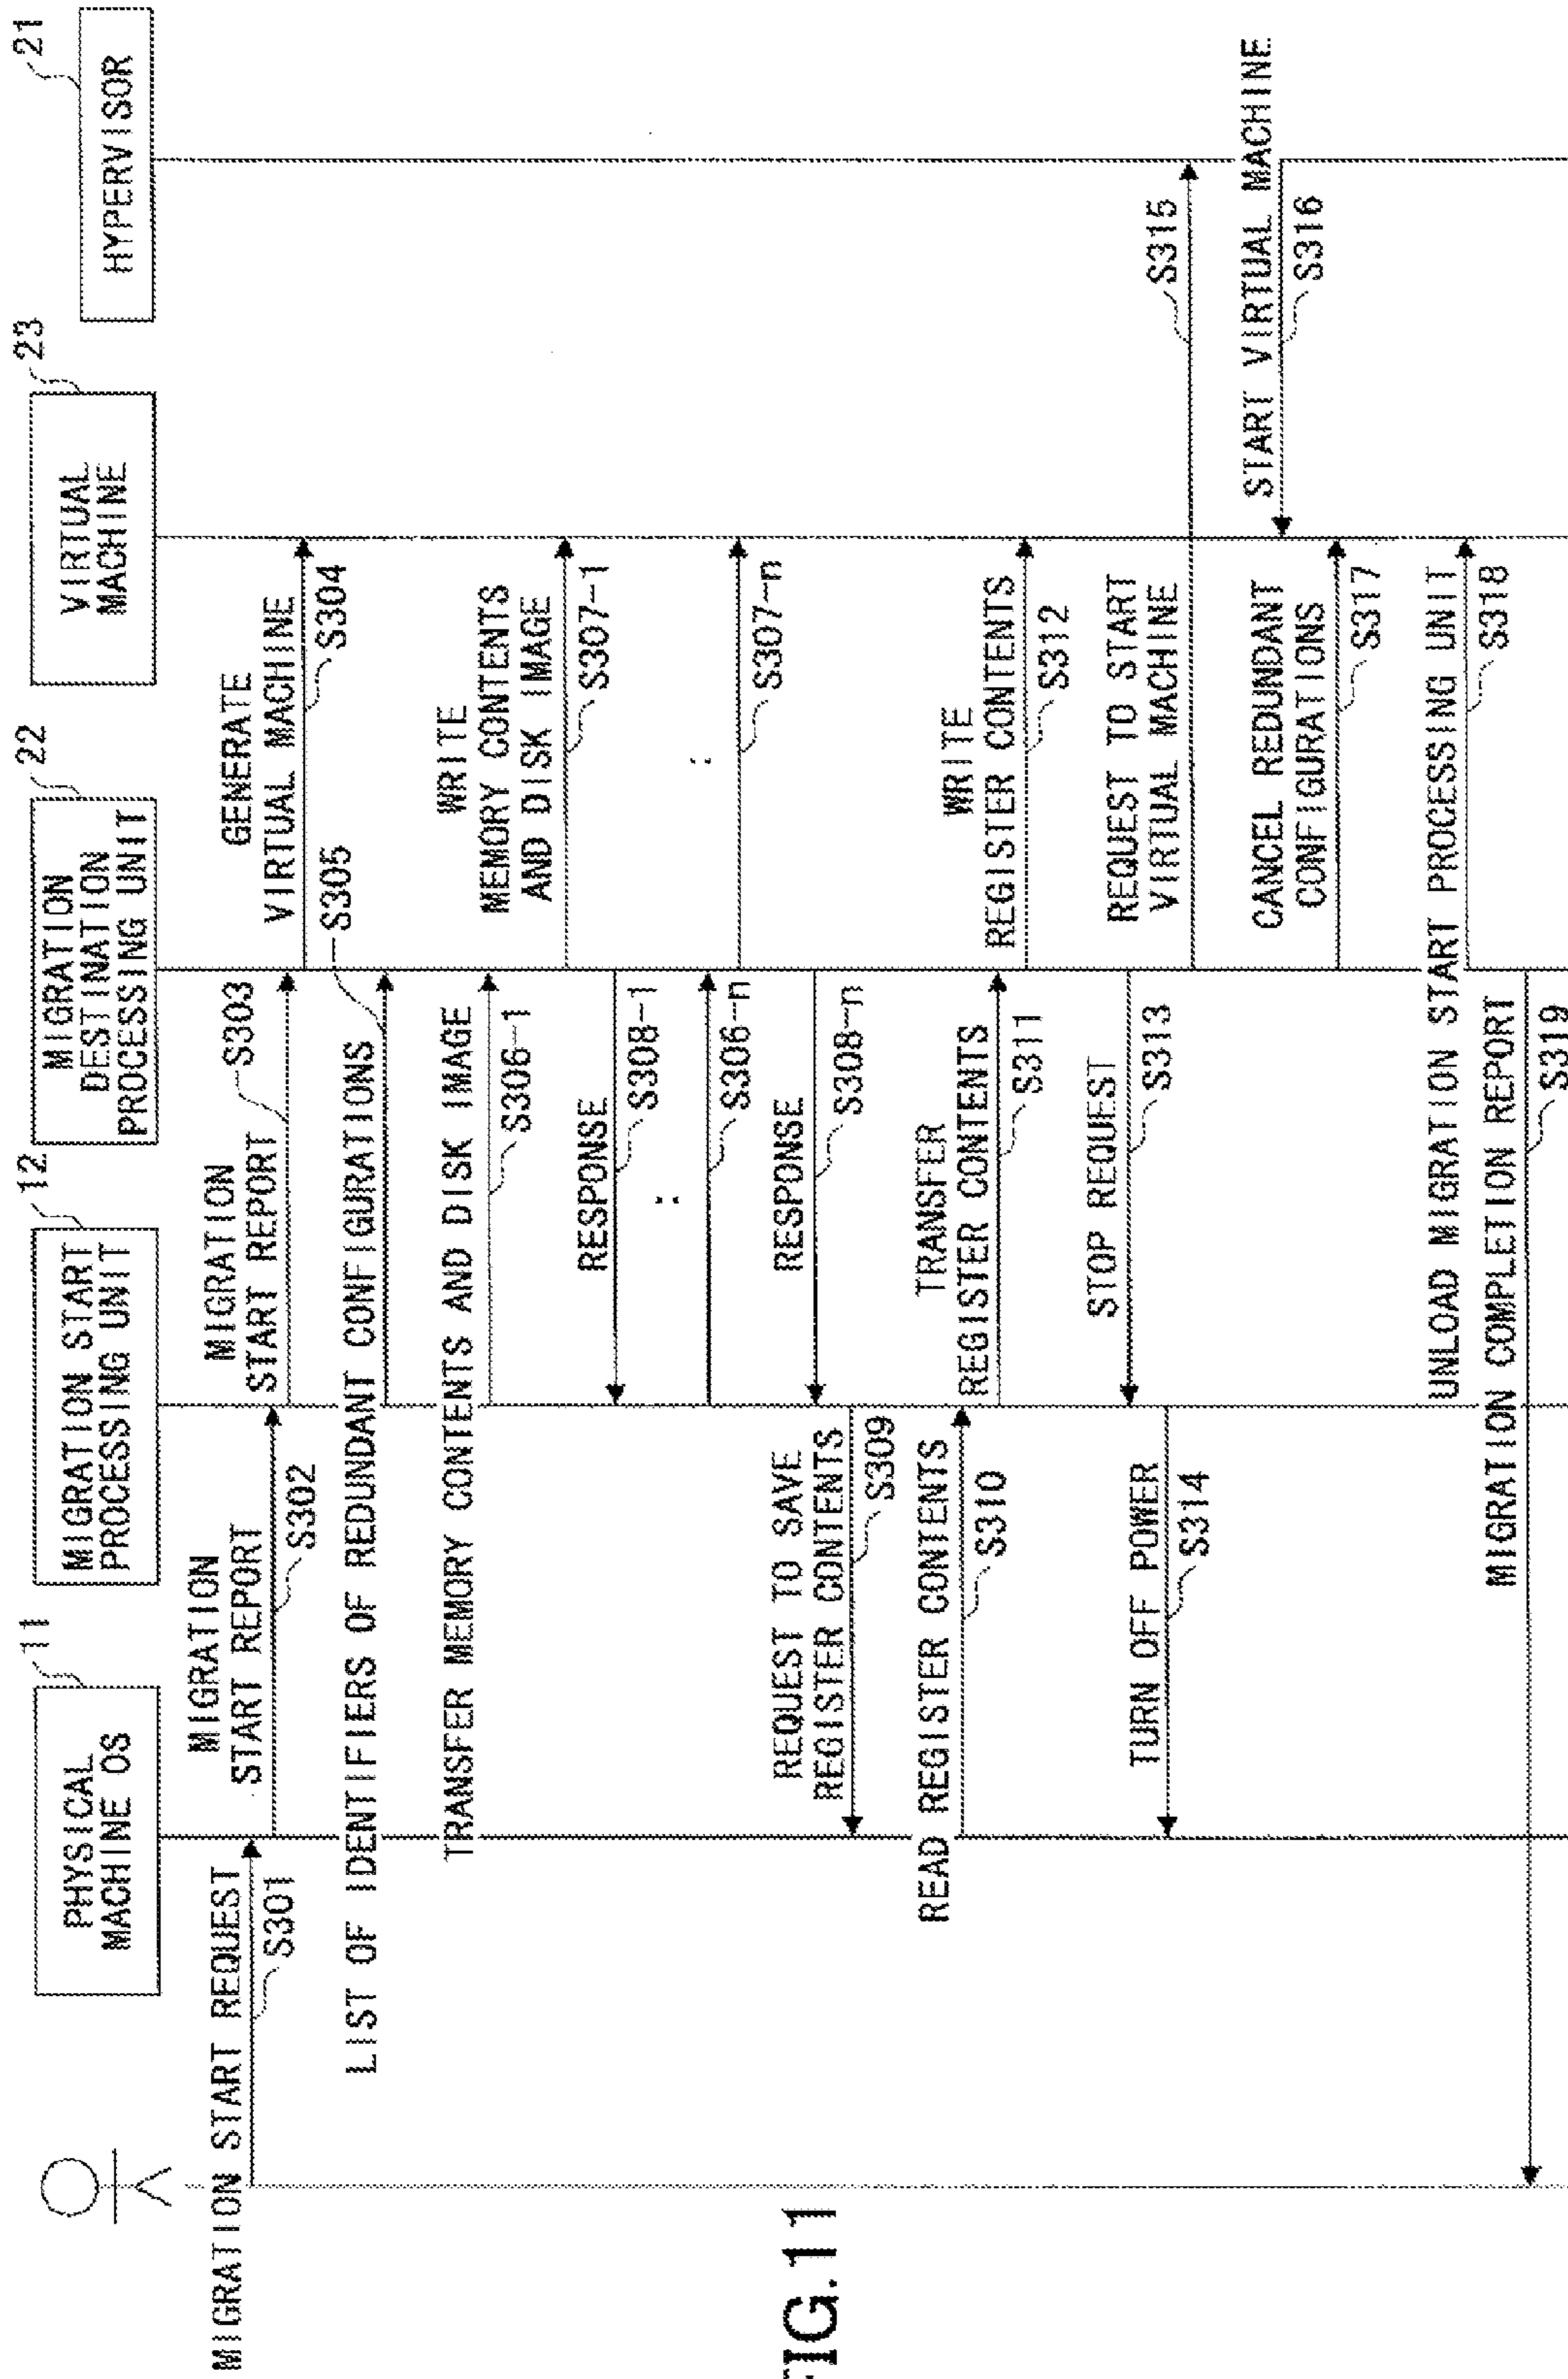 PHYSICAL
MACHINE OS
11
MIGRATION START
PROCESSING UNIT
12
MIGRATION
DESTINATION
PROCESSING UNIT
22
VIRTUAL
MACHINE
23
HYPERVISOR
21
MIGRATION START REQUEST
S301
MIGRATION
START REPORT
S302
MIGRATION
START REPORT
S303
GENERATE
VIRTUAL MACHINE
S304
LIST OF IDENTIFIERS OF REDUNDANT CONFIGURATIONS
S305
TRANSFER MEMORY CONTENTS AND DISK IMAGE
S306-1
WRITE
MEMORY CONTENTS
AND DISK IMAGE
S307-1
RESPONSE
S308-1
:
:
S306-n
S307-n
RESPONSE
S308-n
REQUEST TO SAVE
REGISTER CONTENTS
S309
READ REGISTER CONTENTS
S310
TRANSFER
REGISTER CONTENTS
S311
WRITE
REGISTER CONTENTS
S312
STOP REQUEST
S313
TURN OFF POWER
S314
REQUEST TO START
VIRTUAL MACHINE
S315
START VIRTUAL MACHINE
S316
CANCEL REDUNDANT
CONFIGURATIONS
S317
UNLOAD MIGRATION START PROCESSING UNIT
S318
MIGRATION COMPLETION REPORT
S319
FIG.11